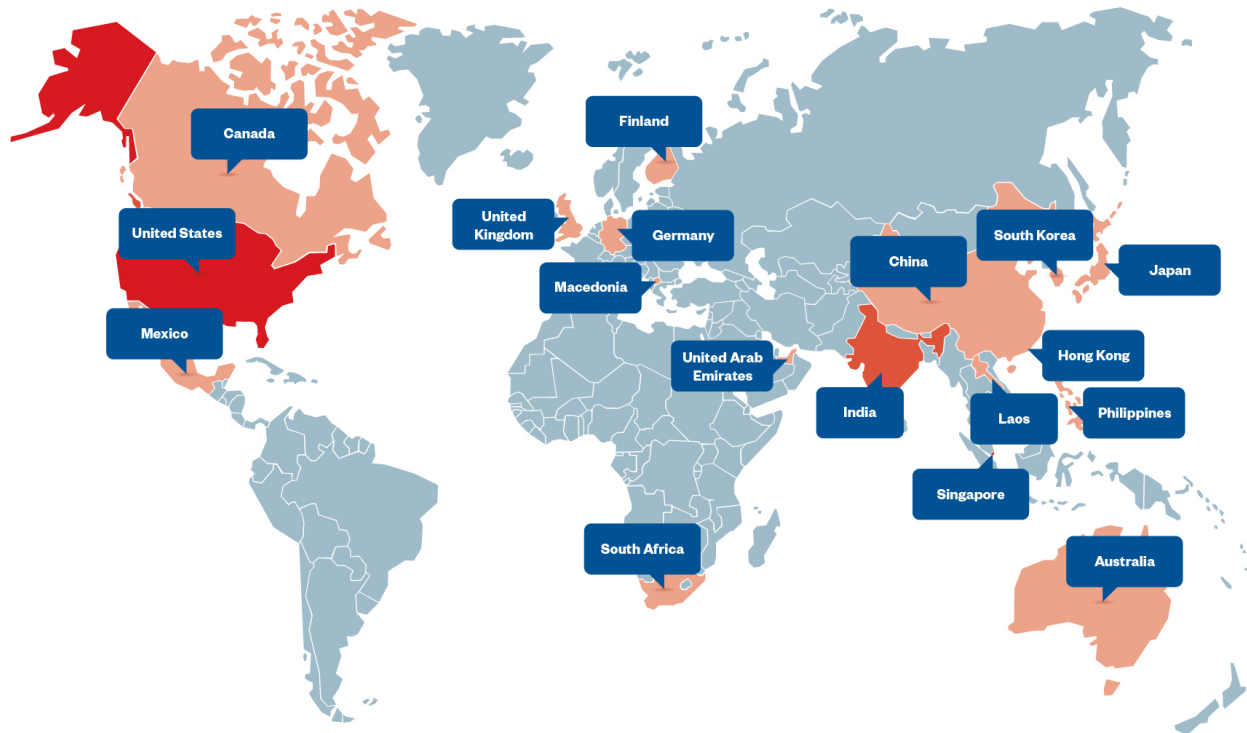 Canada
Finland
United
Kingdom
Germany
United States
South Korea
China
Japan
Macedonia
Mexico
United Arab
Emirates
Hong Kong
India
Laos
Philippines
Singapore
South Africa
Australia